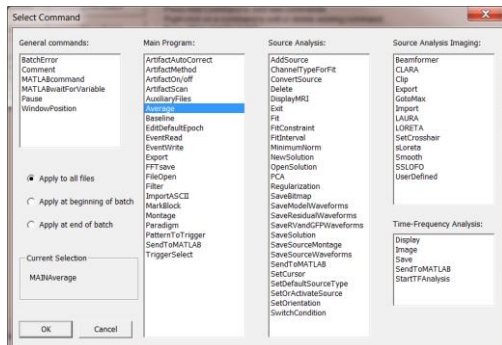 Select Command
General commands:
BatchError
Comment
MATLABcommand
MATLABwaitForVariable
Pause
WindowPosition
Apply to all files
Apply at beginning of batch
Apply at end of batch
Current Selection
MAINAverage
OK
Cancel
Main Program:
ArtifactAutoCorrect
ArtifactMethod
ArtifactOn/off
ArtifactScan
AuxiliaryFiles
Average
Baseline
EditDefaultEpoch
EventRead
EventWrite
Export
FFTsave
FileOpen
Filter
ImportASCII
MarkBlock
Montage
Paradigm
PatternToTrigger
SendToMATLAB
TriggerSelect
Source Analysis:
AddSource
ChannelTypeForFit
ConvertSource
Delete
DisplayMRI
Exit
Fit
FitConstraint
FitInterval
MinimumNorm
NewSolution
OpenSolution
PCA
Regularization
SaveBitmap
SaveModelWaveforms
SaveResidualWaveforms
SaveRVandGFPWaveforms
SaveSolution
SaveSourceMontage
SaveSourceWaveforms
SendToMATLAB
SetCursor
SetDefaultSourceType
SetOrActivateSource
SetOrientation
SwitchCondition
Source Analysis Imaging:
Beamformer
CLARA
Clip
Export
GotoMax
Import
LAURA
LORETA
SetCrosshair
sLoreta
Smooth
SSLOFO
UserDefined
Time-Frequency Analysis:
Display
Image
Save
SendToMATLAB
StartTFAnalysis